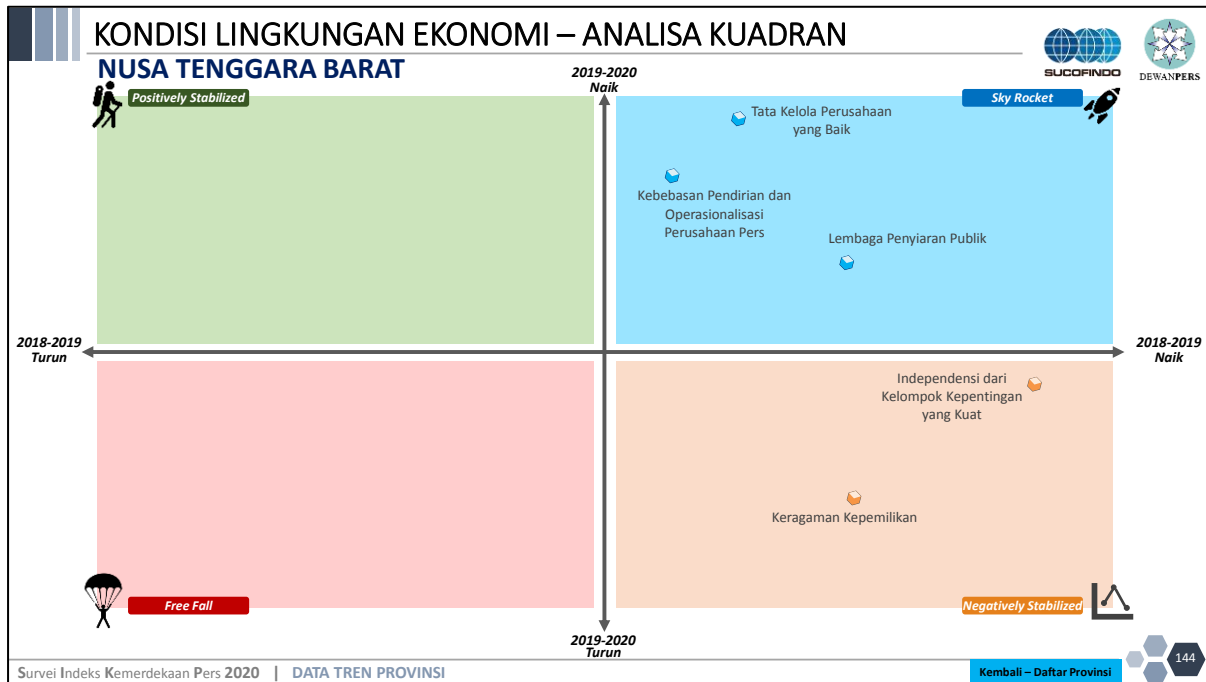 KONDISI LINGKUNGAN EKONOMI – ANALISA KUADRAN
NUSA TENGGARA BARAT
SUCOFINDO
DEWANPERS
2019-2020
Naik
Positively Stabilized
Sky Rocket
Tata Kelola Perusahaan
yang Baik
Kebebasan Pendirian dan
Operasionalisasi
Perusahaan Pers
Lembaga Penyiaran Publik
2018-2019
Turun
2018-2019
Naik
Independensi dari
Kelompok Kepentingan
yang Kuat
Keragaman Kepemilikan
Free Fall
Negatively Stabilized
2019-2020
Turun
Survei Indeks Kemerdekaan Pers 2020 | DATA TREN PROVINSI
Kembali – Daftar Provinsi
144